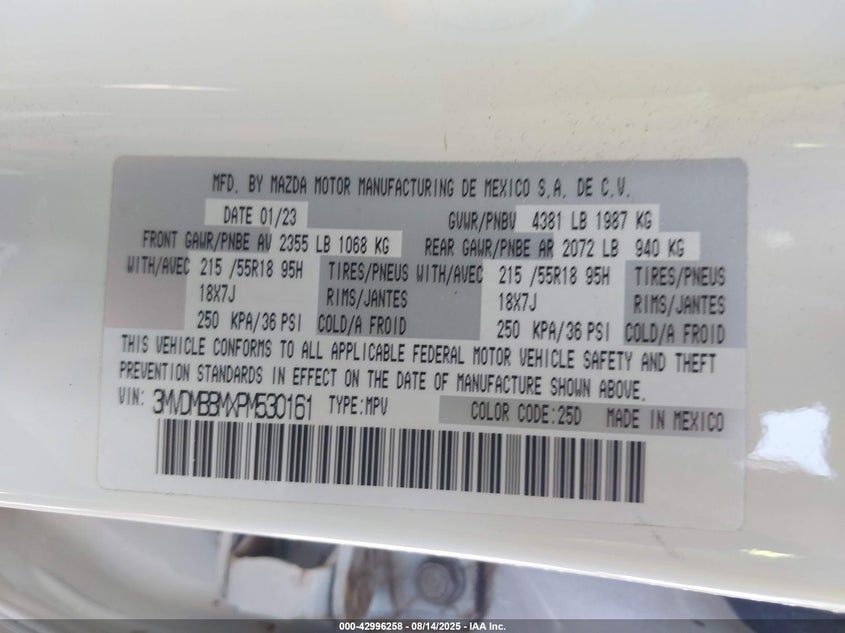 MFD. BY MAZDA MOTOR MANUFACTURING DE MEXICO S.A. DE C.V.
DATE 01/23 GVWR/PNBV 4381 LB 1987 KG
FRONT GAWR/PNBE AV 2355 LB 1068 KG REAR GAWR/PNBE AR 2072 LB 940 KG
WITH/AVEC 215 /55R18 95H TIRES/PNEUS WITH/AVEC 215 /55R18 95H TIRES/PNEUS
18X7J RIMS/JANTES 18X7J RIMS/JANTES
250 KPA/36 PSI COLD/A FROID 250 KPA/36 PSI COLD/A FROID
THIS VEHICLE CONFORMS TO ALL APPLICABLE FEDERAL MOTOR VEHICLE SAFETY AND THEFT
PREVENTION STANDARDS IN EFFECT ON THE DATE OF MANUFACTURE SHOWN ABOVE.
VIN: 3MVDMBBMXPM530161 TYPE:MPV COLOR CODE:25D MADE IN MEXICO
000-42996258 - 08/14/2025 - IAA Inc.